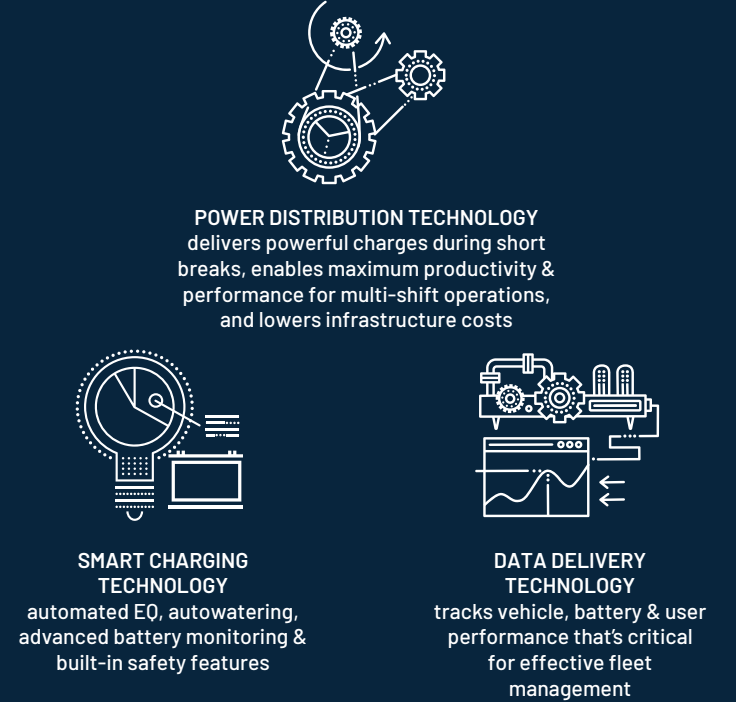 POWER DISTRIBUTION TECHNOLOGY
delivers powerful charges during short
breaks, enables maximum productivity &
performance for multi-shift operations,
and lowers infrastructure costs
SMART CHARGING
TECHNOLOGY
automated EQ, autowatering,
advanced battery monitoring &
built-in safety features
DATA DELIVERY
TECHNOLOGY
tracks vehicle, battery & user
performance that's critical
for effective fleet
management